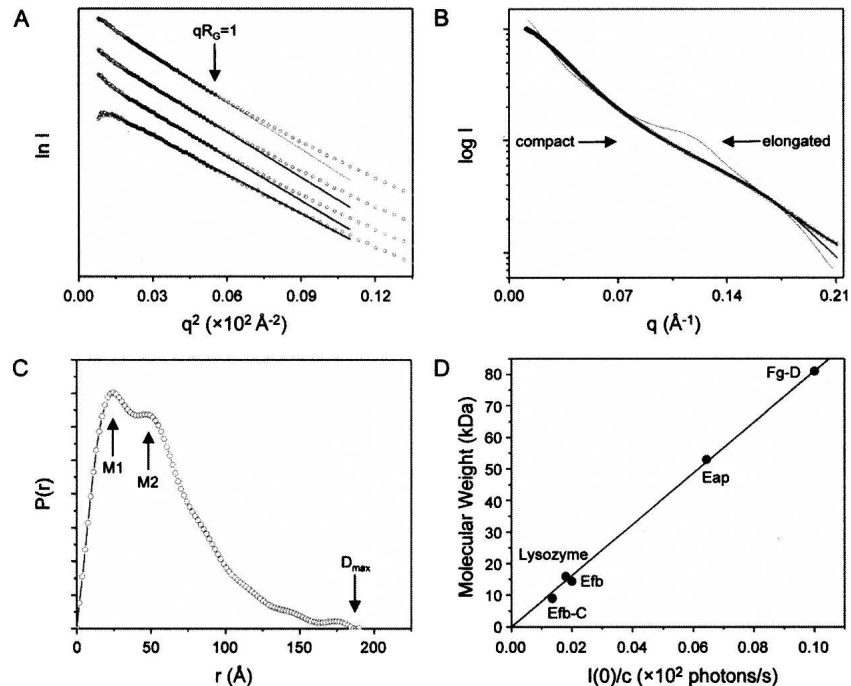 A
qR_G=1
ln I
0.00 0.03 0.06 0.09 0.12
q² (×10² Å⁻²)
B
compact
elongated
log I
0.00 0.07 0.14 0.21
q (Å⁻¹)
C
M1
M2
D_max
P(r)
0 50 100 150 200
r (Å)
D
80
70
60
50
40
30
20
10
0
Molecular Weight (kDa)
Fg-D
Eap
Lysozyme
Efb
Efb-C
0.00 0.02 0.04 0.06 0.08 0.10
I(0)/c (×10² photons/s)